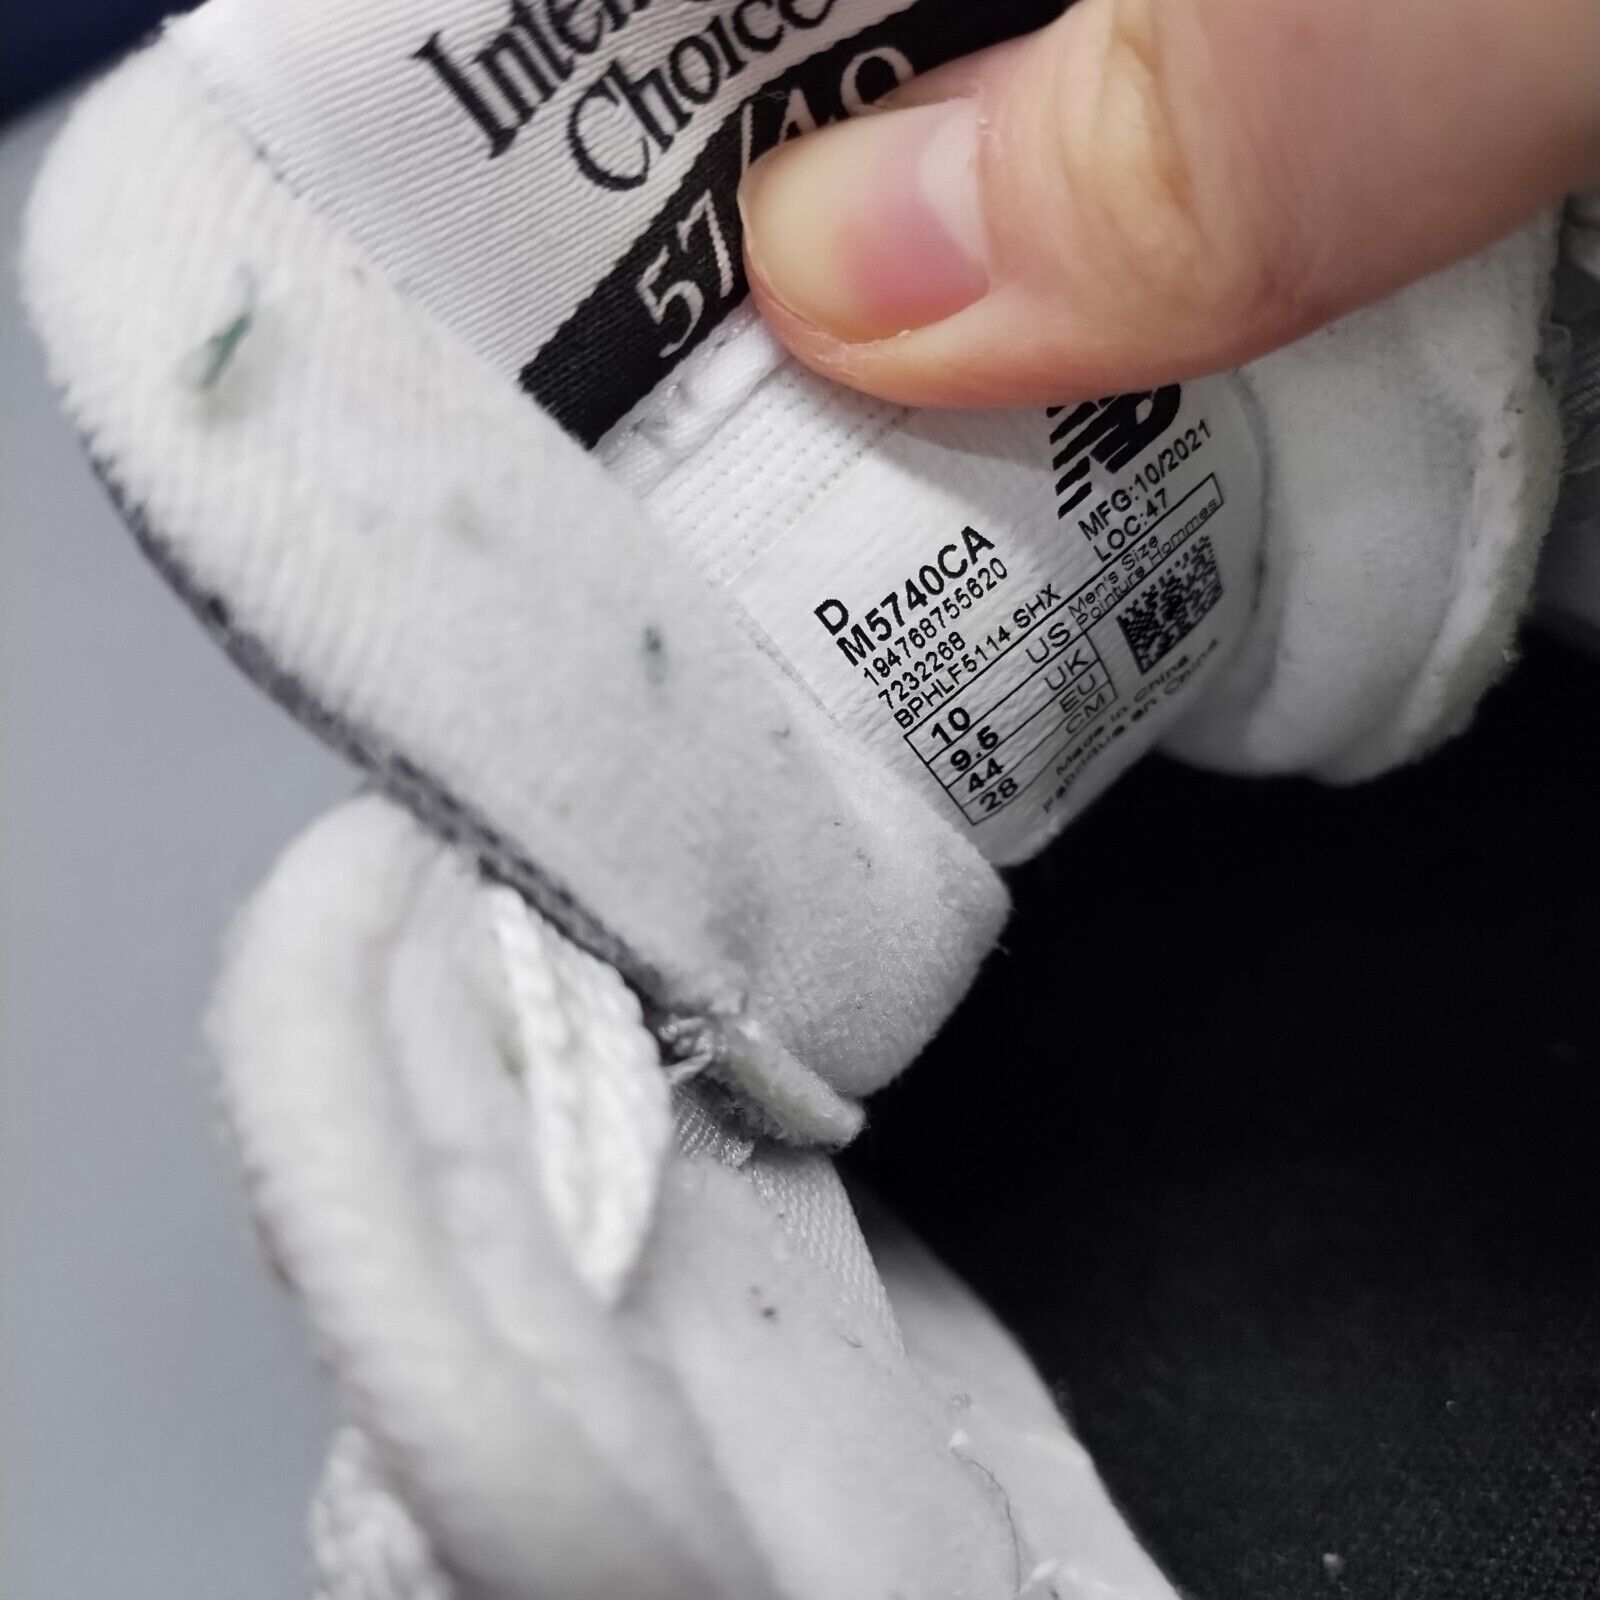 Choice
57/40
NB
MFG:10/2021
LOC:47
D
M5740CA
194768755620
7232268
BPHLF5114 SHX
Men's Size
Pointure Hommes
10 US
9.5 UK
44 EU
28 CM
Made in China
Fabriqué en Chine